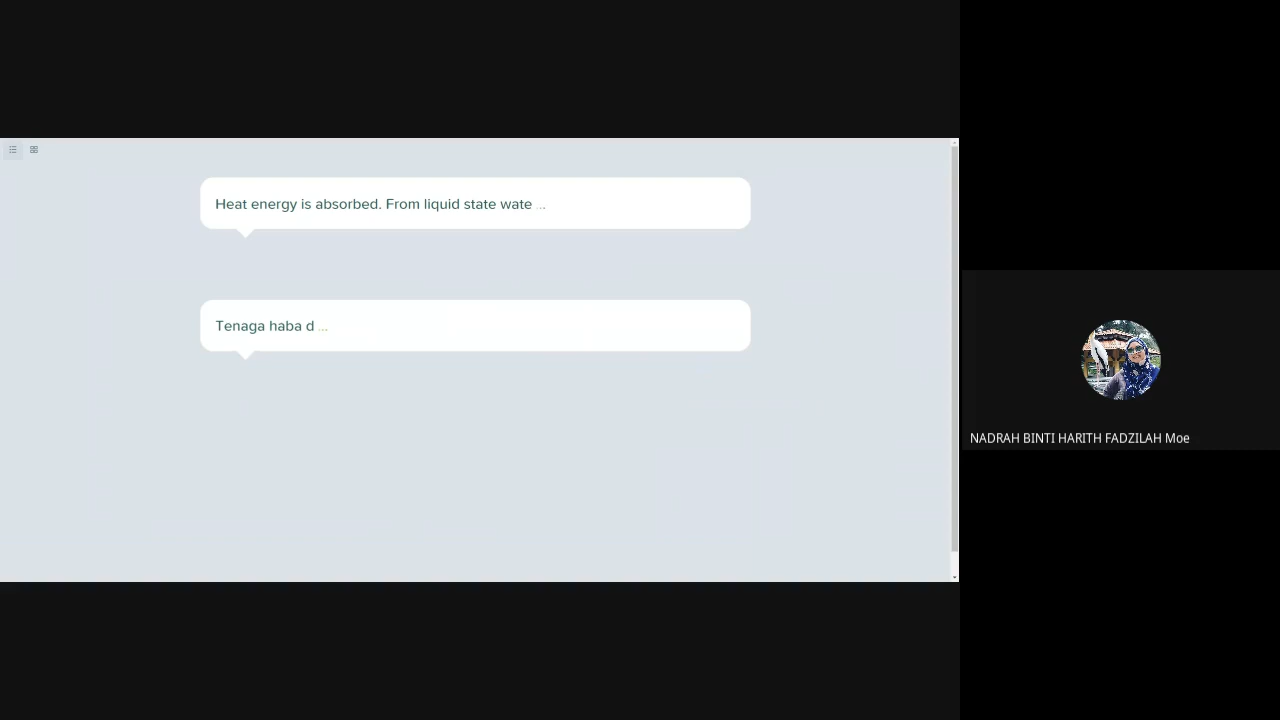 Heat energy is absorbed. From liquid state wate ...
Tenaga haba d ...
NADRAH BINTI HARITH FADZILAH Moe